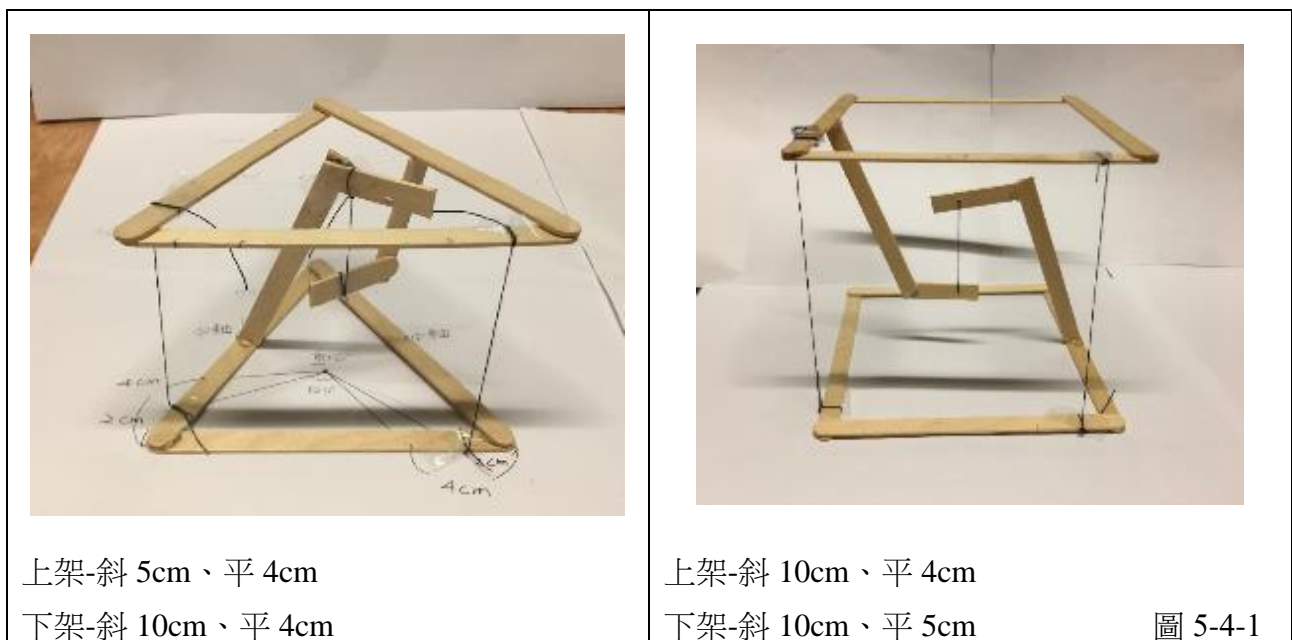 4cm
2cm
2cm
4cm
上架-斜 5cm、平 4cm
下架-斜 10cm、平 4cm
上架-斜 10cm、平 4cm
下架-斜 10cm、平 5cm
圖 5-4-1